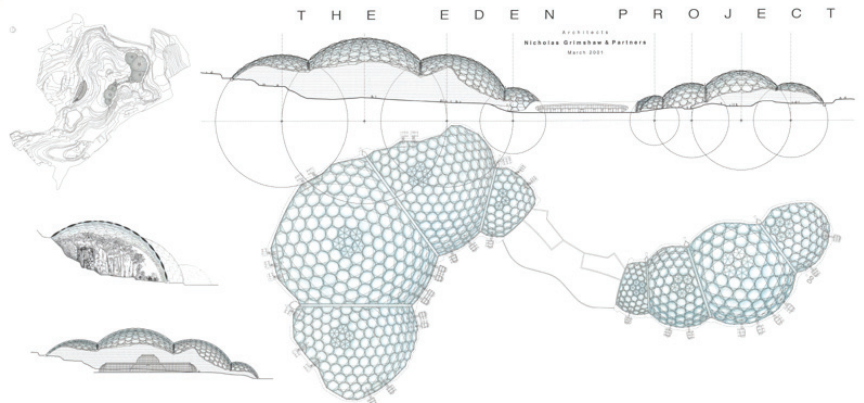 THE EDEN PROJECT
Architects
Nicholas Grimshaw & Partners
March 2001